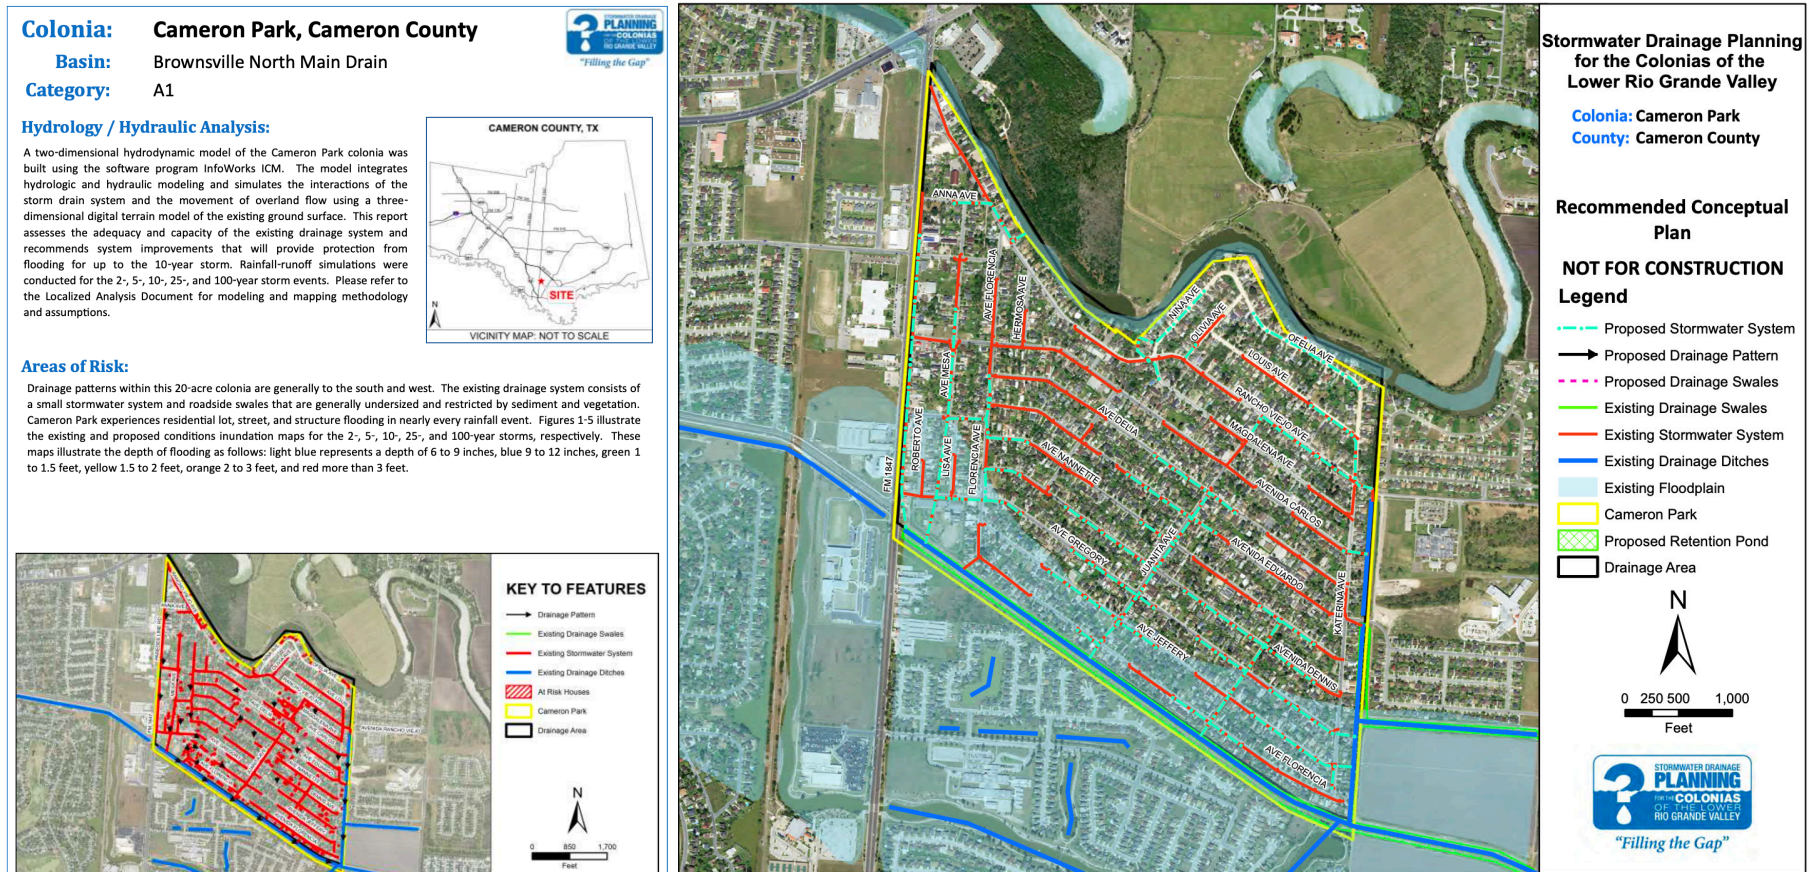 Colonia: Cameron Park, Cameron County
Basin: Brownsville North Main Drain
Category: A1
STORMWATER DRAINAGE
PLANNING
FOR THE COLONIAS
OF THE LOWER
RIO GRANDE VALLEY
"Filling the Gap"
Hydrology / Hydraulic Analysis:
A two-dimensional hydrodynamic model of the Cameron Park colonia was
built using the software program InfoWorks ICM. The model integrates
hydrologic and hydraulic modeling and simulates the interactions of the
storm drain system and the movement of overland flow using a three-
dimensional digital terrain model of the existing ground surface. This report
assesses the adequacy and capacity of the existing drainage system and
recommends system improvements that will provide protection from
flooding for up to the 10-year storm. Rainfall-runoff simulations were
conducted for the 2-, 5-, 10-, 25-, and 100-year storm events. Please refer to
the Localized Analysis Document for modeling and mapping methodology
and assumptions.
CAMERON COUNTY, TX
SITE
N
VICINITY MAP: NOT TO SCALE
Areas of Risk:
Drainage patterns within this 20-acre colonia are generally to the south and west. The existing drainage system consists of
a small stormwater system and roadside swales that are generally undersized and restricted by sediment and vegetation.
Cameron Park experiences residential lot, street, and structure flooding in nearly every rainfall event. Figures 1-5 illustrate
the existing and proposed conditions inundation maps for the 2-, 5-, 10-, 25-, and 100-year storms, respectively. These
maps illustrate the depth of flooding as follows: light blue represents a depth of 6 to 9 inches, blue 9 to 12 inches, green 1
to 1.5 feet, yellow 1.5 to 2 feet, orange 2 to 3 feet, and red more than 3 feet.
AVENIDA RANCHO VIEJO
KEY TO FEATURES
Drainage Pattern
Existing Drainage Swales
Existing Stormwater System
Existing Drainage Ditches
At Risk Houses
Cameron Park
Drainage Area
N
0 850 1,700
Feet
ANNA AVE
AVE FLORENCIA
HERMOSA AVE
NINA AVE
OLIVIA AVE
OFELIA AVE
LOUIS AVE
AVE MESA
RANCHO VIEJO AVE
AVE DELIA
MAGDALENA AVE
ROBERTO AVE
LISA AVE
FLORENCIA AVE
FM 1847
AVE NANNETTE
AVENIDA CARLOS
AVE GREGORY
JUANITA AVE
AVENIDA EDUARDO
KATERINA AVE
AVE JEFFERY
AVENIDA DENNIS
AVE FLORENCIA
Stormwater Drainage Planning
for the Colonias of the
Lower Rio Grande Valley
Colonia: Cameron Park
County: Cameron County
Recommended Conceptual
Plan
NOT FOR CONSTRUCTION
Legend
Proposed Stormwater System
Proposed Drainage Pattern
Proposed Drainage Swales
Existing Drainage Swales
Existing Stormwater System
Existing Drainage Ditches
Existing Floodplain
Cameron Park
Proposed Retention Pond
Drainage Area
N
0 250 500 1,000
Feet
STORMWATER DRAINAGE
PLANNING
FOR THE COLONIAS
OF THE LOWER
RIO GRANDE VALLEY
"Filling the Gap"